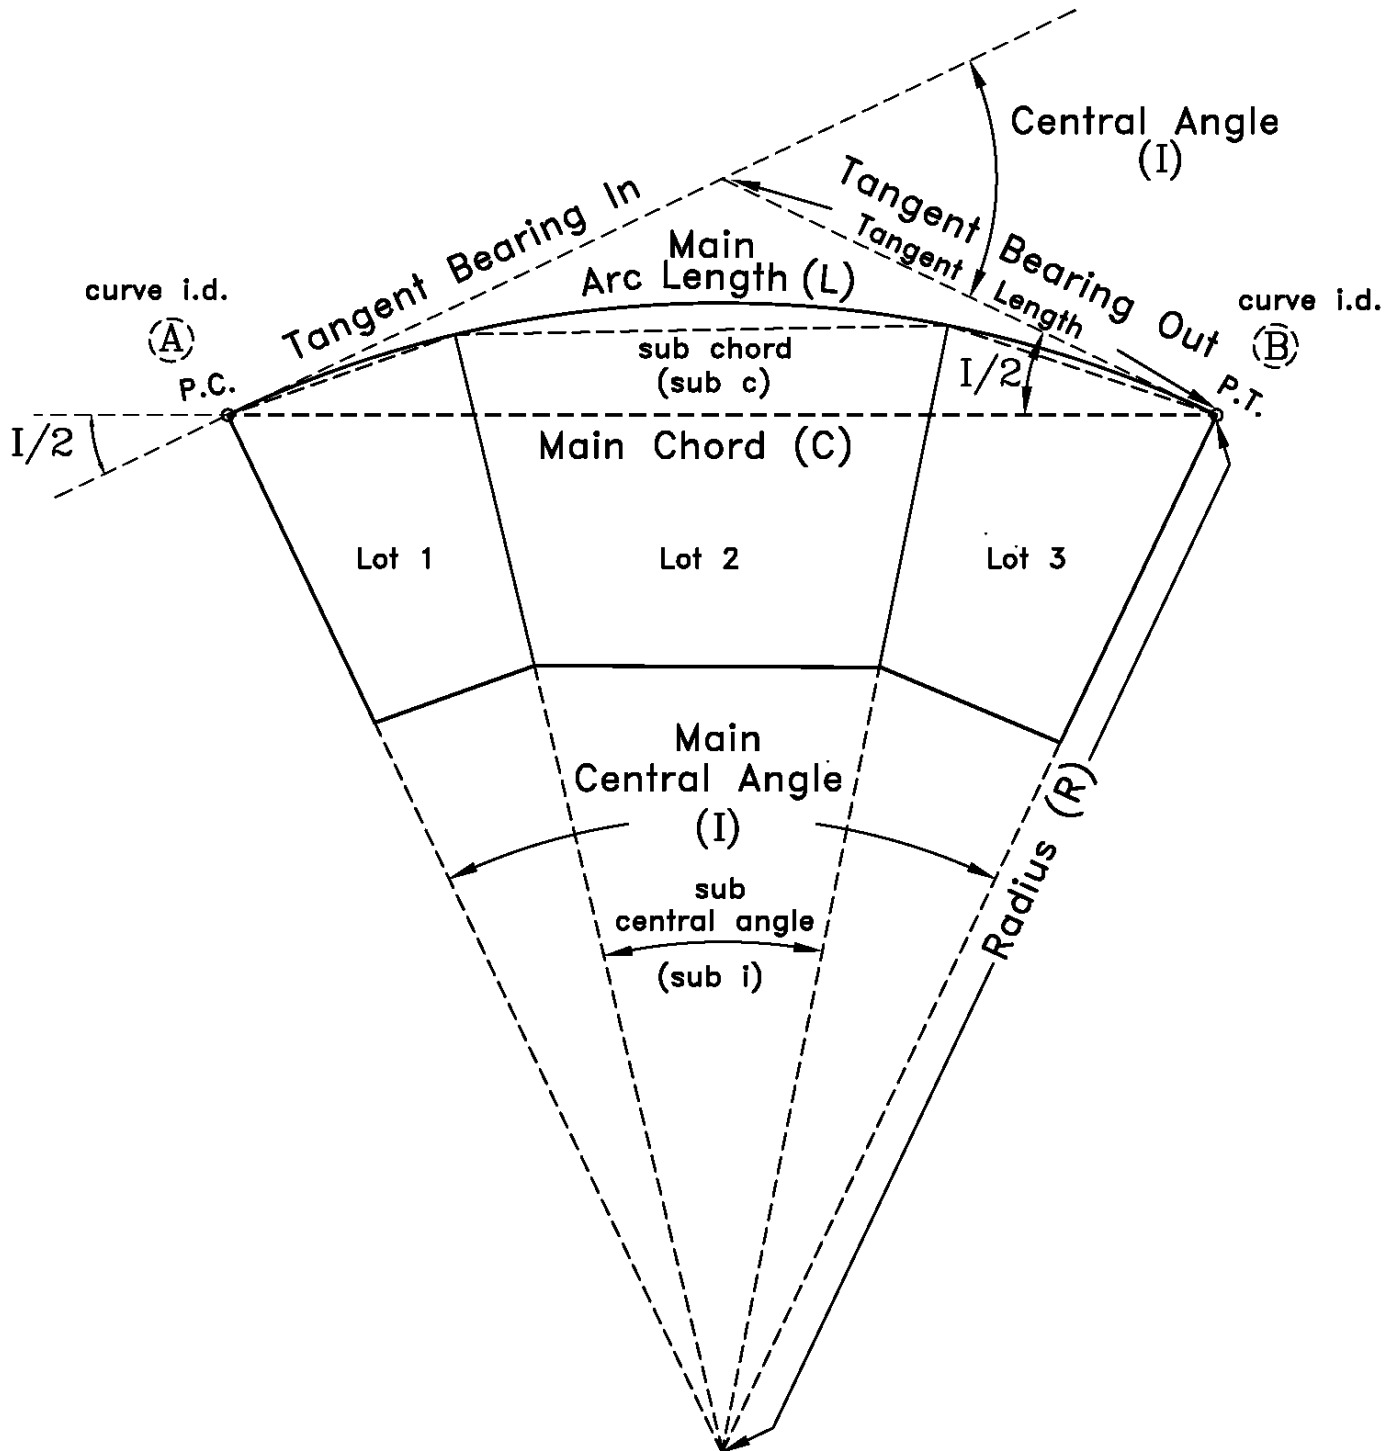 Central Angle
(I)
Tangent Bearing In
Tangent Bearing Out
Tangent Length
Main
Arc Length (L)
curve i.d.
A
P.C.
curve i.d.
B
P.T.
sub chord
(sub c)
I/2
I/2
Main Chord (C)
Lot 1
Lot 2
Lot 3
Main
Central Angle
(I)
Radius (R)
sub
central angle
(sub i)